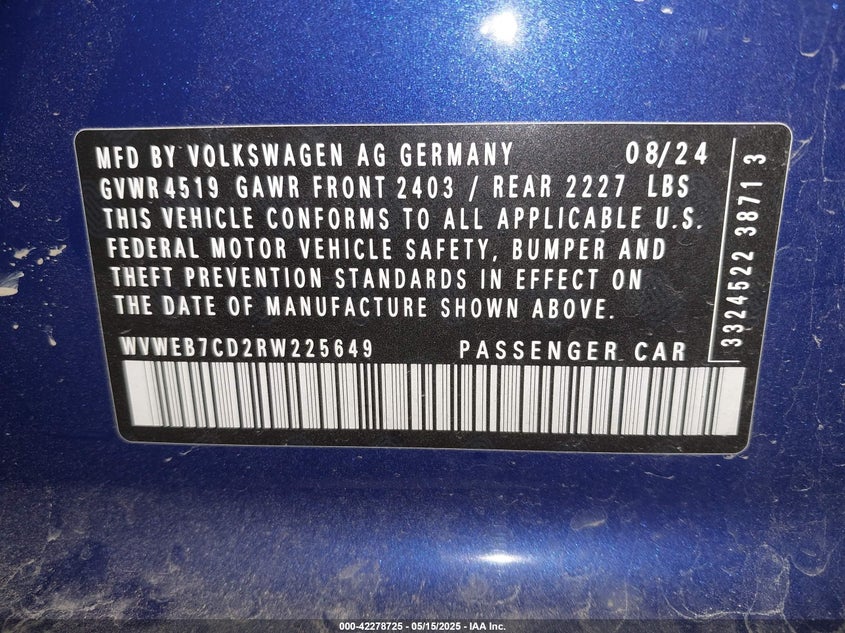 MFD BY VOLKSWAGEN AG GERMANY 08/24
GVWR 4519 GAWR FRONT 2403 / REAR 2227 LBS
THIS VEHICLE CONFORMS TO ALL APPLICABLE U.S.
FEDERAL MOTOR VEHICLE SAFETY, BUMPER AND
THEFT PREVENTION STANDARDS IN EFFECT ON
THE DATE OF MANUFACTURE SHOWN ABOVE.
WVWEB7CD2RW225649 PASSENGER CAR
3324522 3871 3
000-42278725 - 05/15/2025 - IAA Inc.